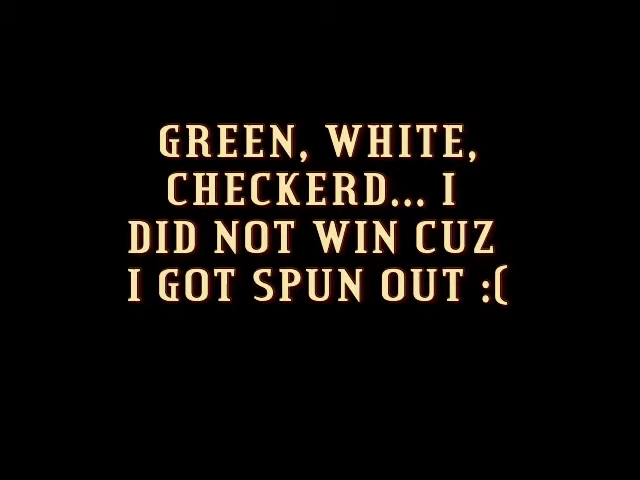 GREEN, WHITE,
CHECKERD... I
DID NOT WIN CUZ
I GOT SPUN OUT :(